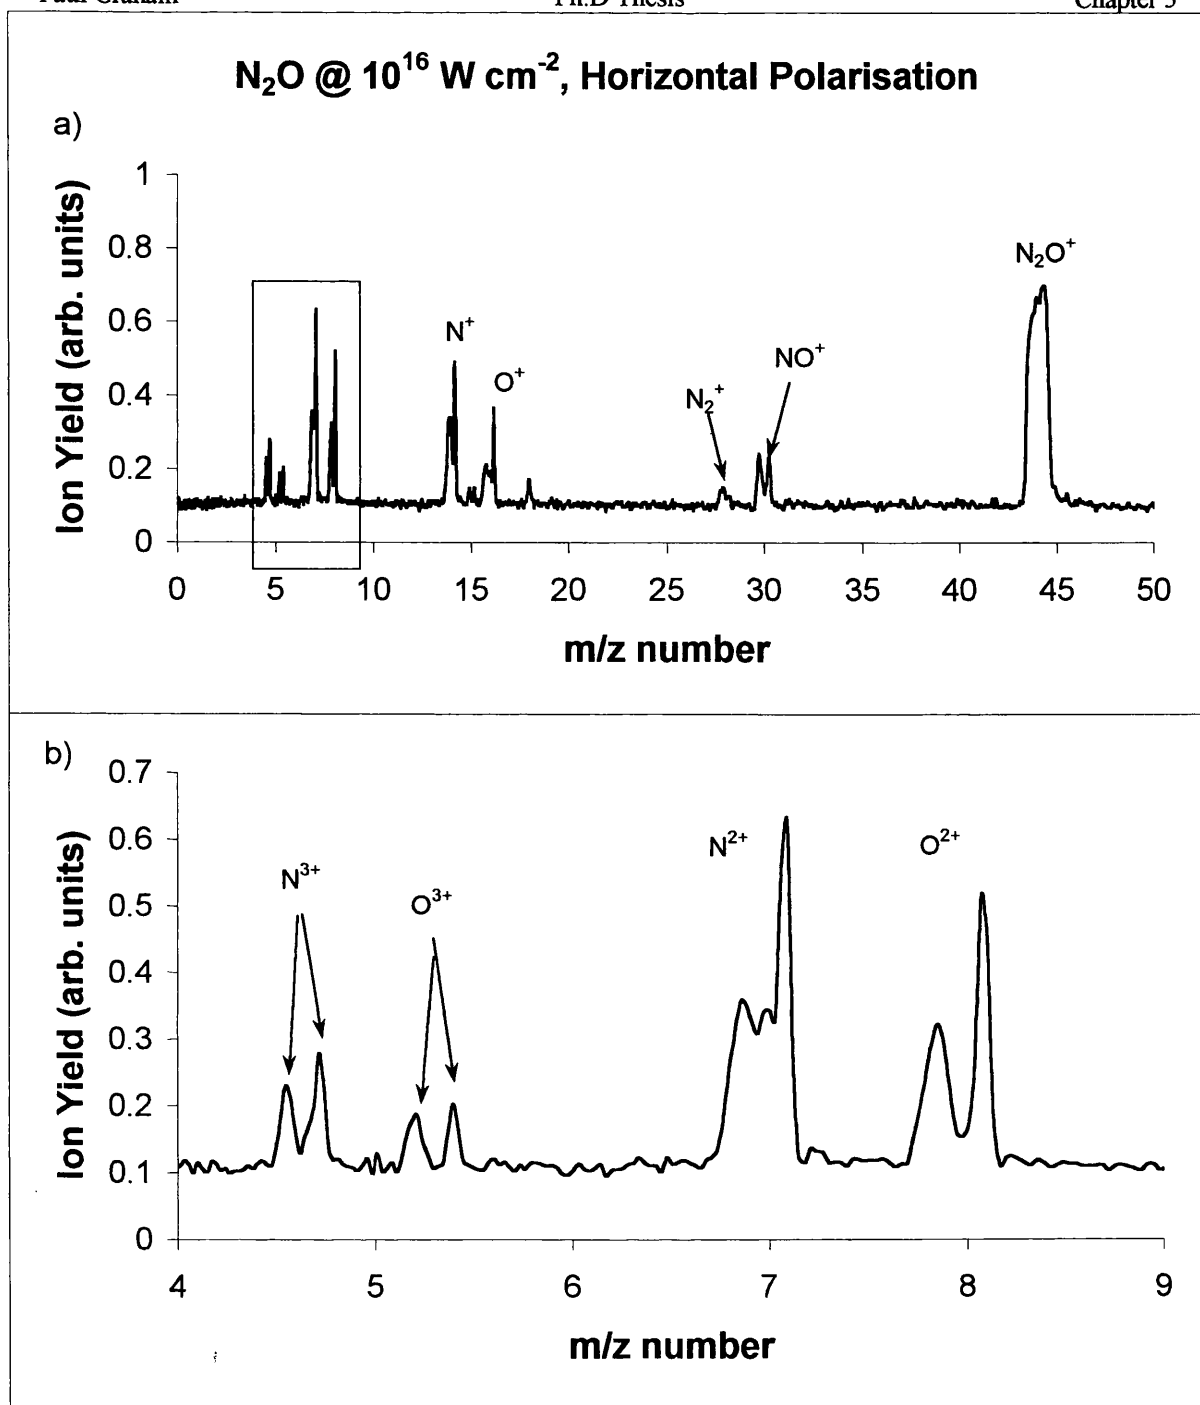 Paul Graham Ph.D Thesis Chapter 5
N₂O @ 10¹⁶ W cm⁻², Horizontal Polarisation
a)
Ion Yield (arb. units)
1
0.8
0.6
0.4
0.2
0
N⁺
O⁺
N₂⁺
NO⁺
N₂O⁺
0 5 10 15 20 25 30 35 40 45 50
m/z number
b)
Ion Yield (arb. units)
0.7
0.6
0.5
0.4
0.3
0.2
0.1
0
N³⁺
O³⁺
N²⁺
O²⁺
4 5 6 7 8 9
m/z number